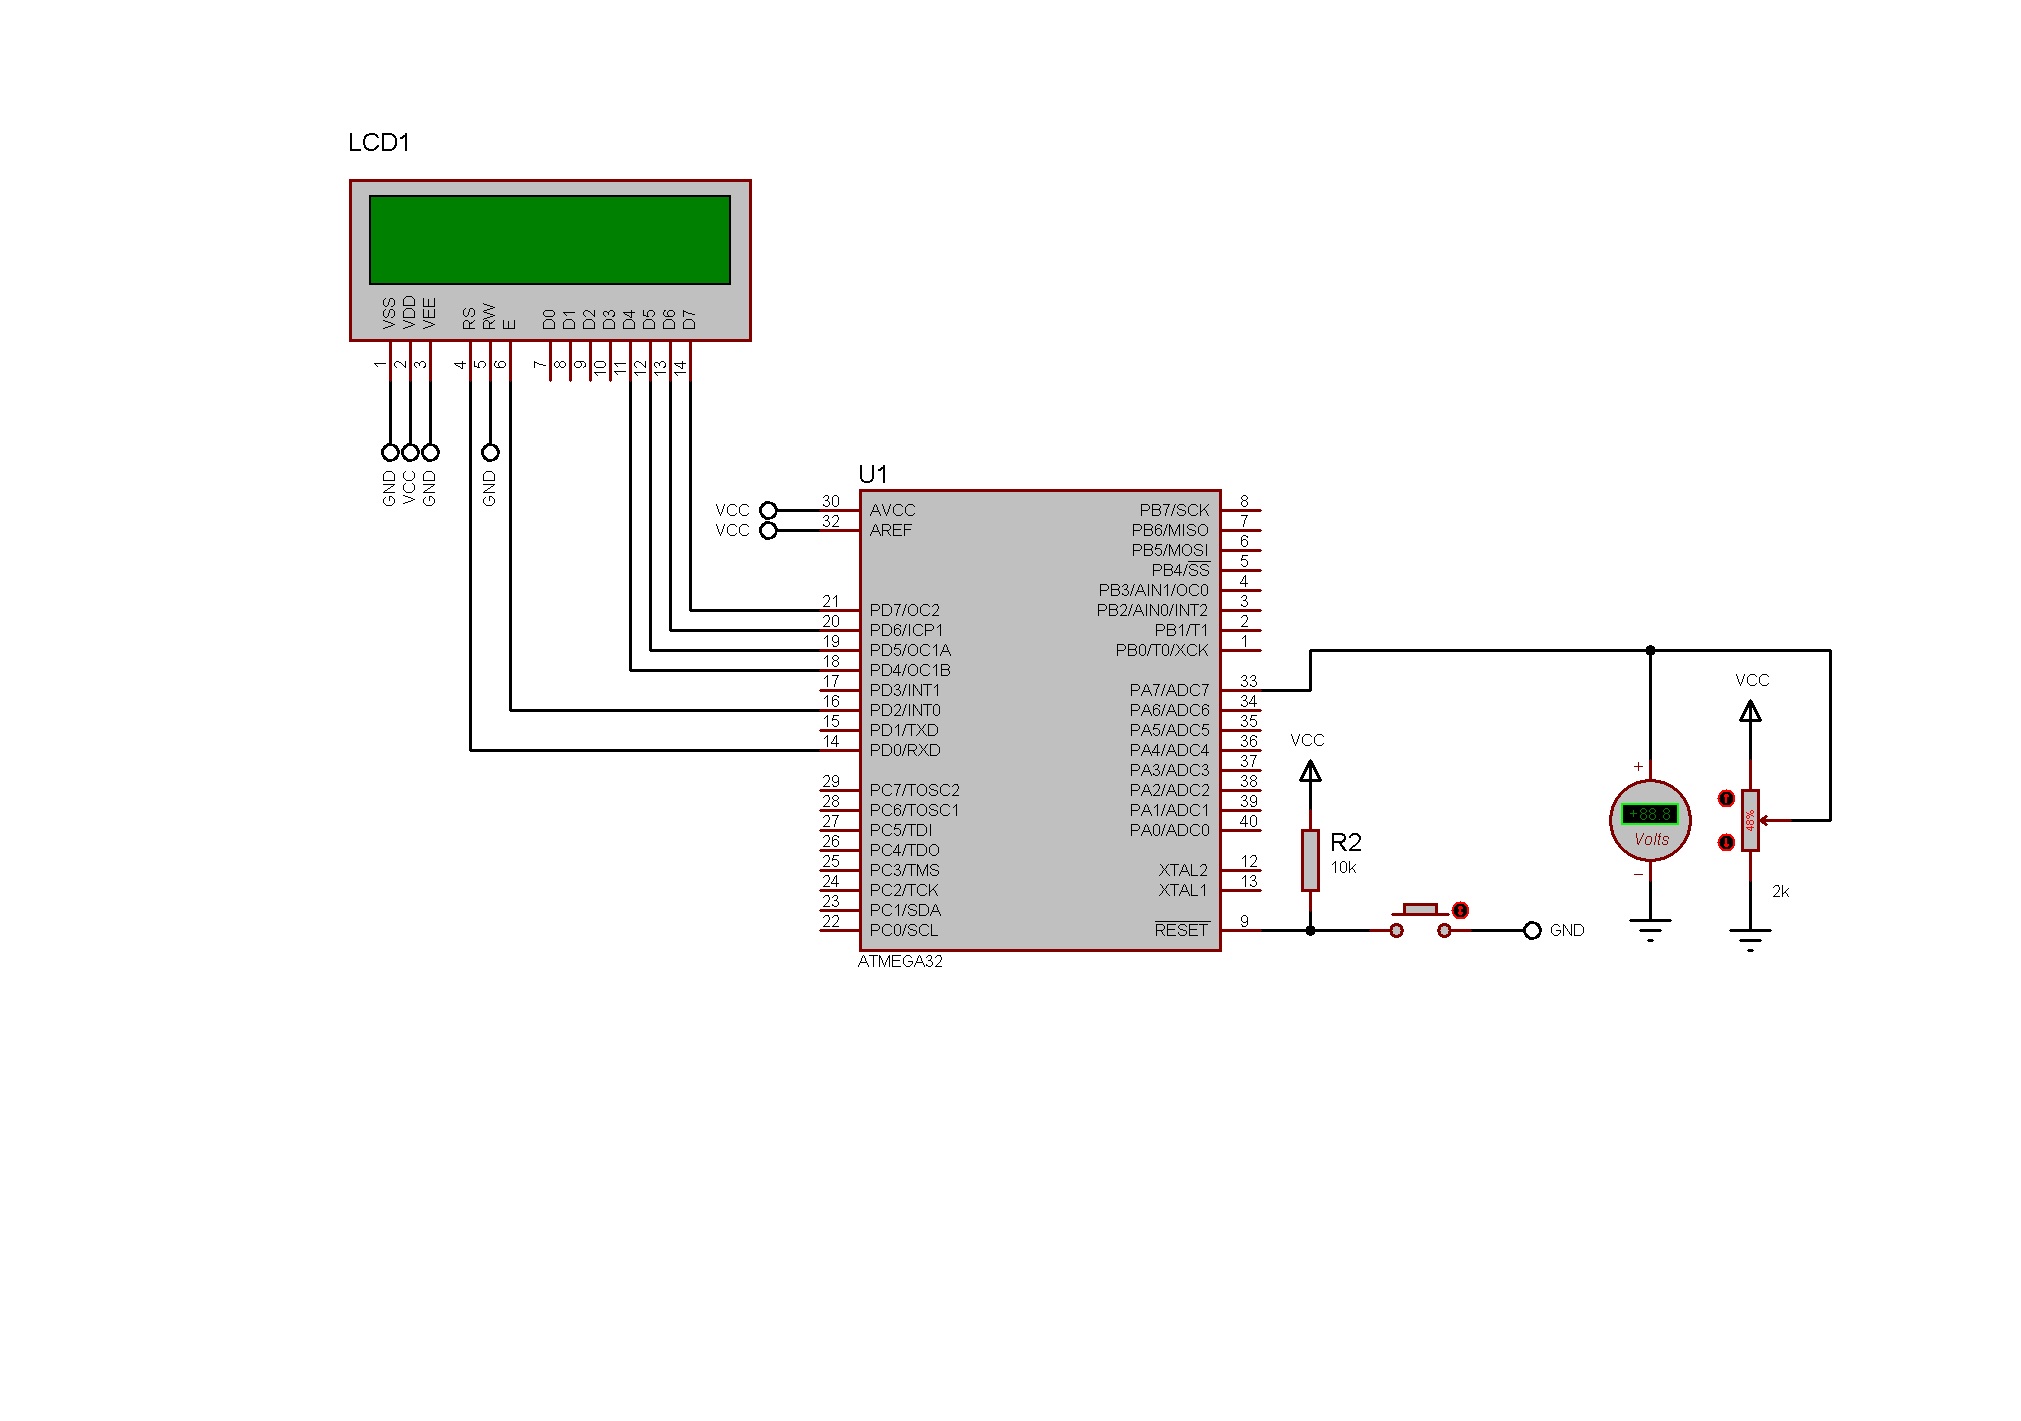 LCD1
VSS
VDD
VEE
RS
RW
E
D0
D1
D2
D3
D4
D5
D6
D7
1
2
3
4
5
6
7
8
9
10
11
12
13
14
GND
VCC
GND
GND
U1
VCC 30 AVCC PB7/SCK 8
VCC 32 AREF PB6/MISO 7
PB5/MOSI 6
PB4/SS 5
PB3/AIN1/OC0 4
21 PD7/OC2 PB2/AIN0/INT2 3
20 PD6/ICP1 PB1/T1 2
19 PD5/OC1A PB0/T0/XCK 1
18 PD4/OC1B
17 PD3/INT1 PA7/ADC7 33
16 PD2/INT0 PA6/ADC6 34
15 PD1/TXD PA5/ADC5 35
14 PD0/RXD PA4/ADC4 36
PA3/ADC3 37
29 PC7/TOSC2 PA2/ADC2 38
28 PC6/TOSC1 PA1/ADC1 39
27 PC5/TDI PA0/ADC0 40
26 PC4/TDO
25 PC3/TMS XTAL2 12
24 PC2/TCK XTAL1 13
23 PC1/SDA
22 PC0/SCL RESET 9
ATMEGA32
VCC
R2
10k
GND
+
+88.8
Volts
−
VCC
48%
2k